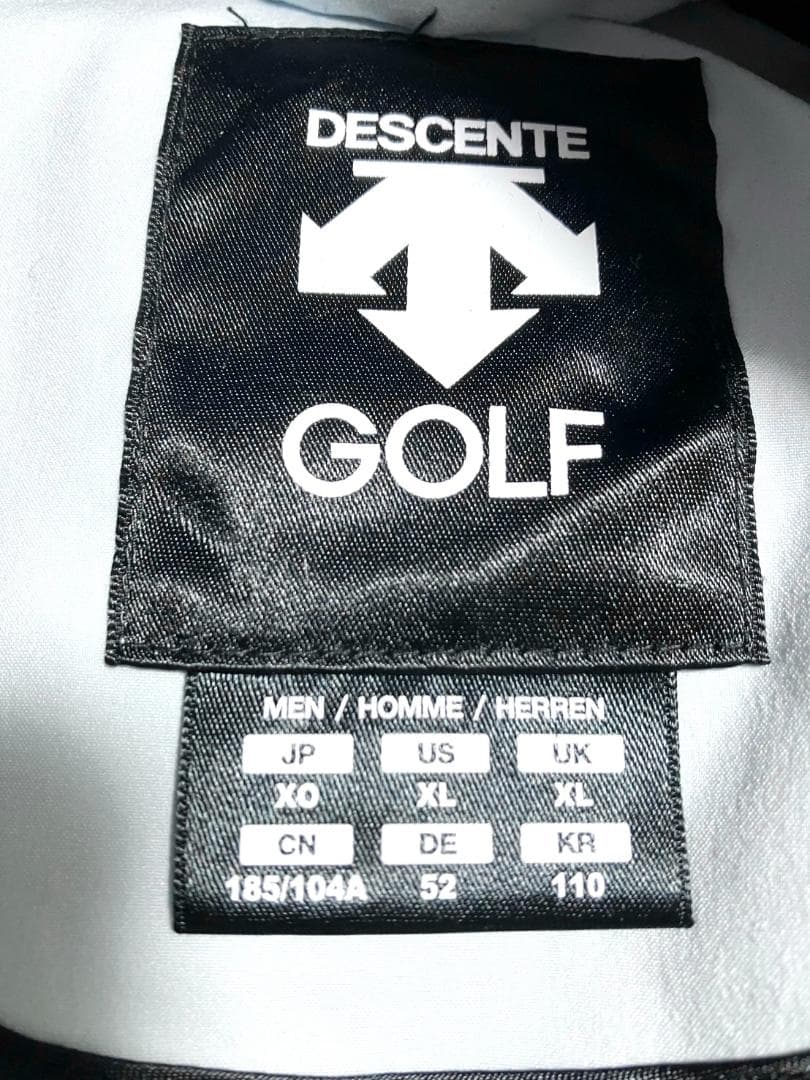 DESCENTE
GOLF
MEN / HOMME / HERREN
JP US UK
XO XL XL
CN DE KR
185/104A 52 110